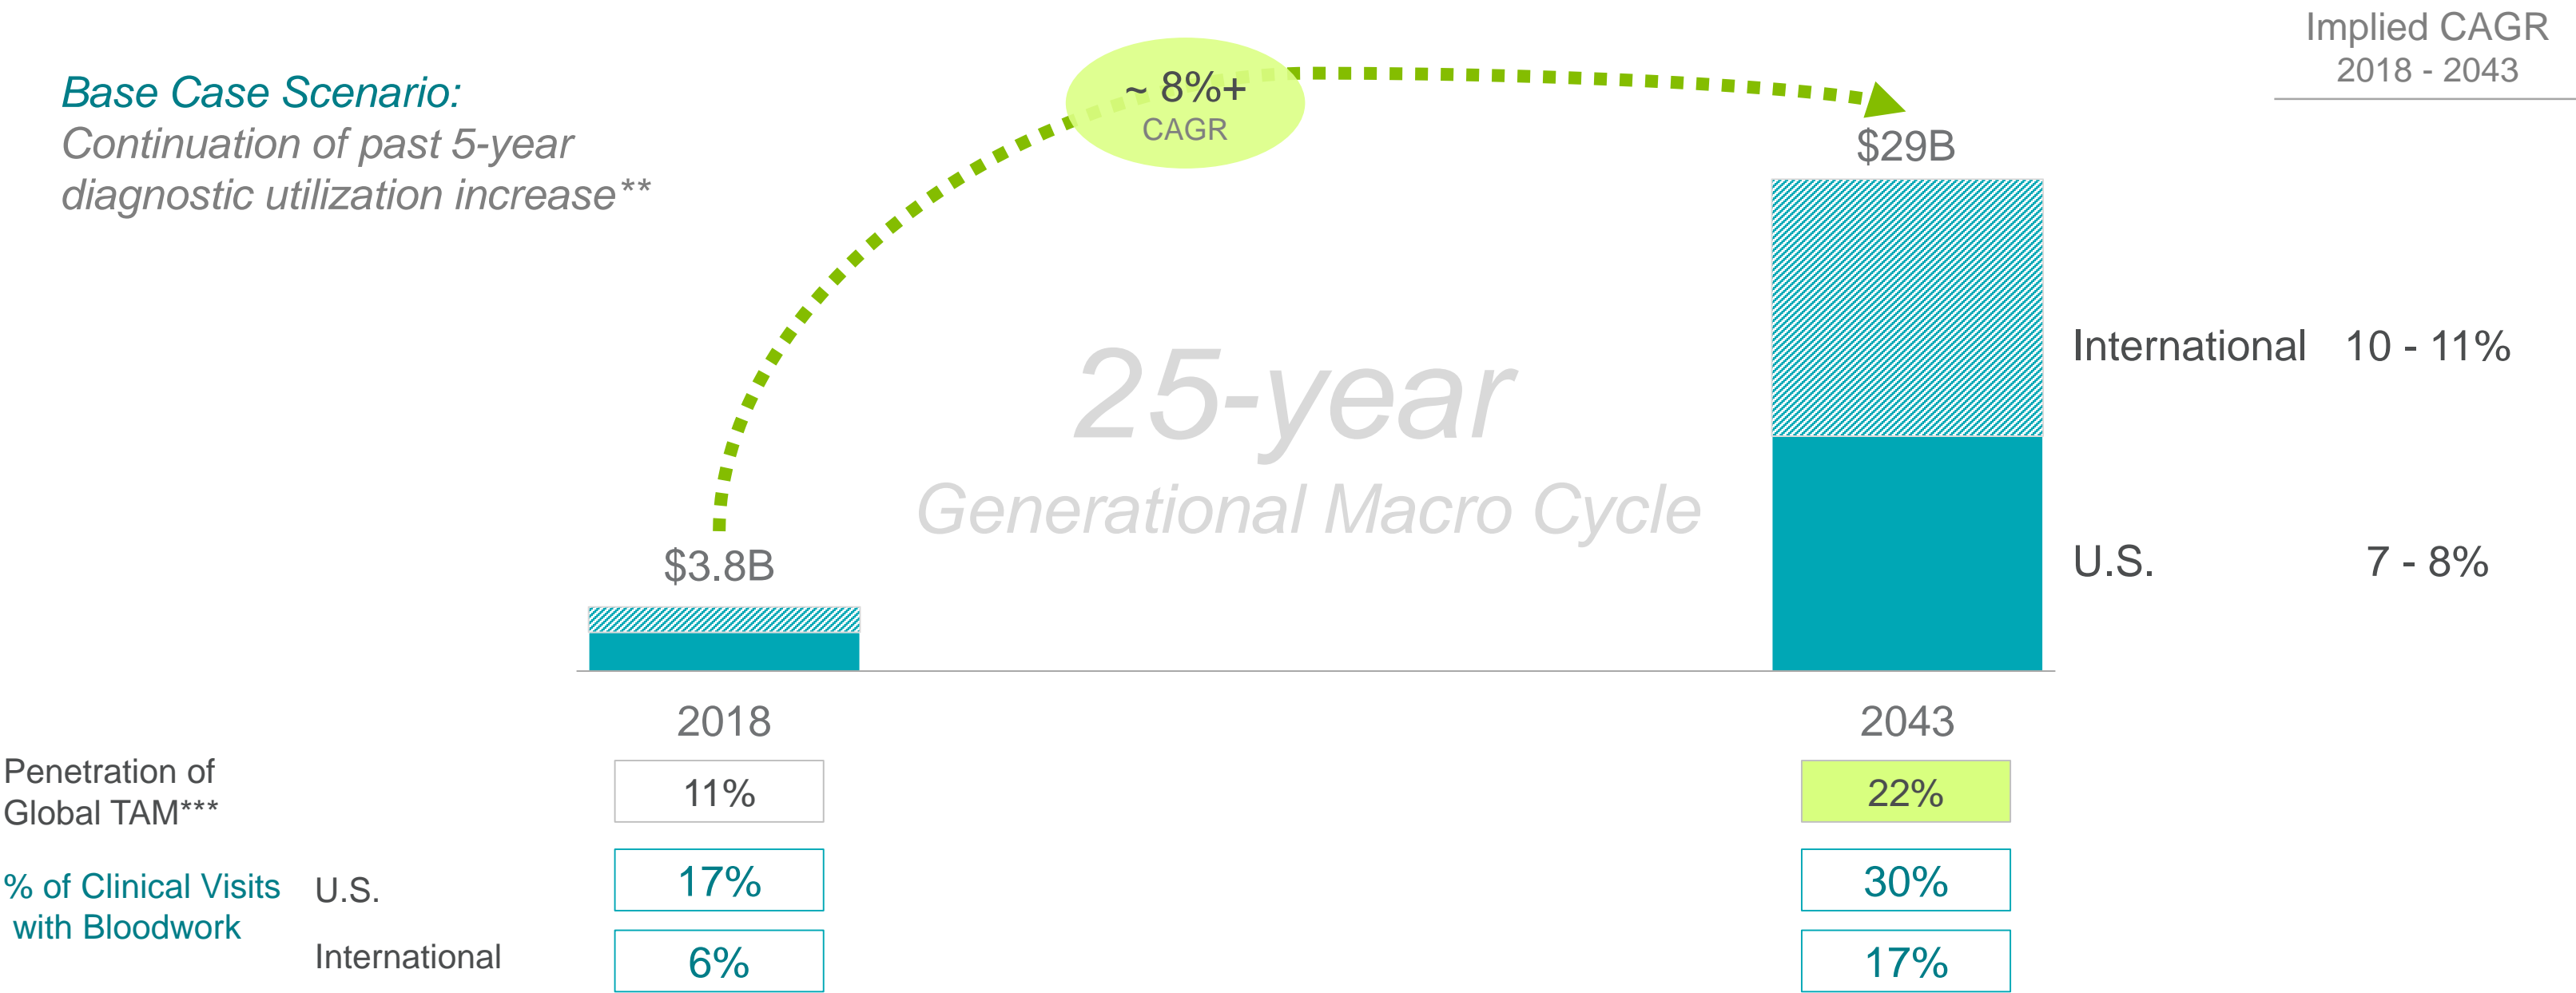 Implied CAGR
2018 - 2043
Base Case Scenario:
Continuation of past 5-year
diagnostic utilization increase**
~ 8%+
CAGR
$29B
25-year
Generational Macro Cycle
International 10 - 11%
U.S. 7 - 8%
$3.8B
2018 2043
Penetration of
Global TAM***
11% 22%
% of Clinical Visits
with Bloodwork
U.S. 17% 30%
International 6% 17%